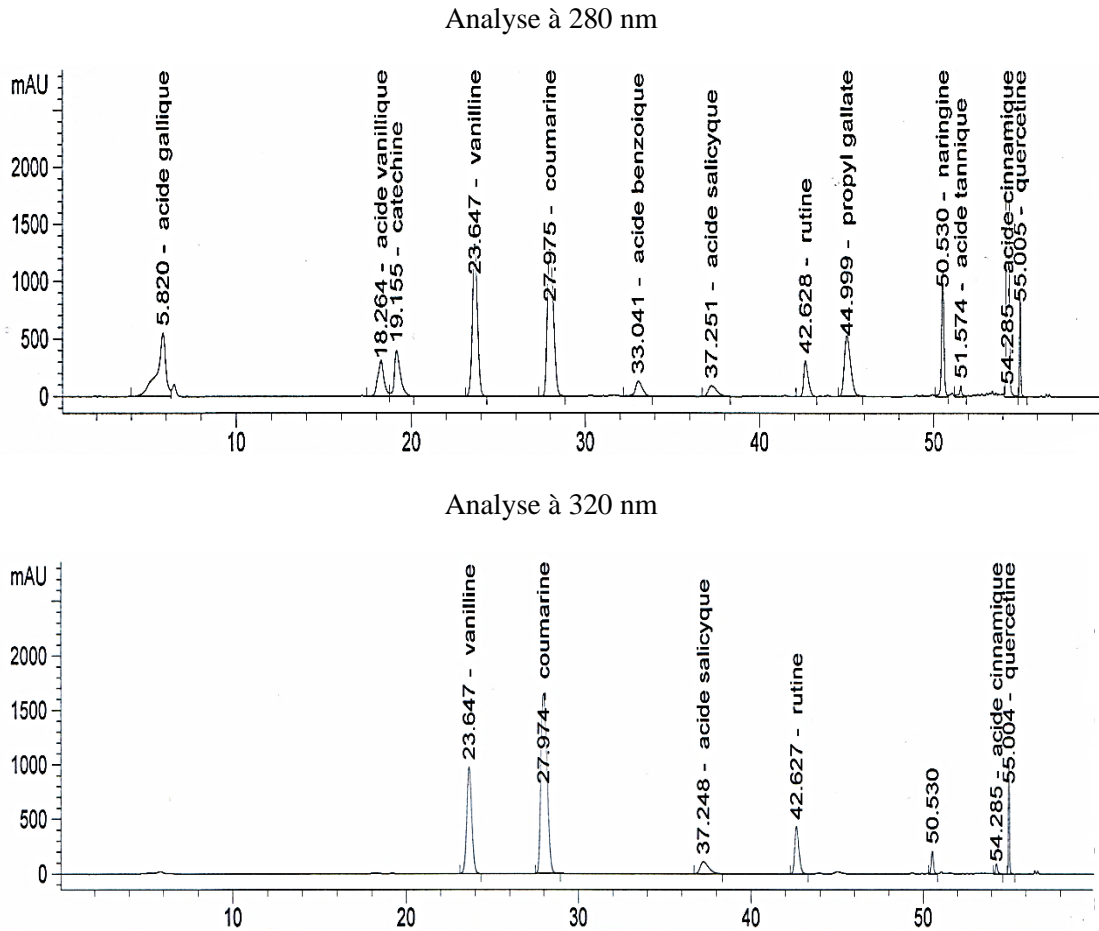 Analyse à 280 nm
mAU
2000
1500
1000
500
0
5.820 - acide gallique
18.264 - acide vanillique
19.155 - catechine
23.647 - vanilline
27.975 - coumarine
33.041 - acide benzoique
37.251 - acide salicyque
42.628 - rutine
44.999 - propyl gallate
50.530 - naringine
51.574 - acide tannique
54.285 - acide cinnamique
55.005 - quercetine
10
20
30
40
50
Analyse à 320 nm
mAU
2000
1500
1000
500
0
23.647 - vanilline
27.974 - coumarine
37.248 - acide salicyque
42.627 - rutine
50.530
54.285 - acide cinnamique
55.004 - quercetine
10
20
30
40
50